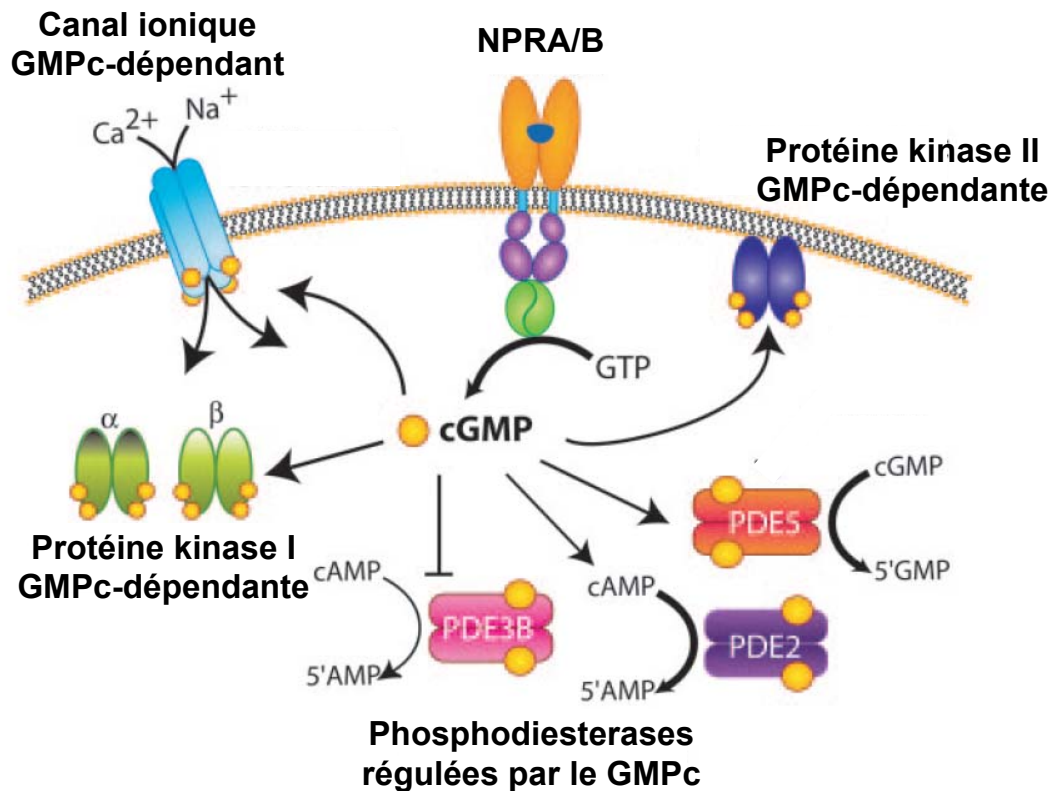 Canal ionique
GMPc-dépendant
NPRA/B
Ca2+
Na+
Protéine kinase II
GMPc-dépendante
GTP
α
β
cGMP
cGMP
PDE5
5'GMP
Protéine kinase I
GMPc-dépendante
cAMP
PDE3B
5'AMP
cAMP
PDE2
5'AMP
Phosphodiesterases
régulées par le GMPc